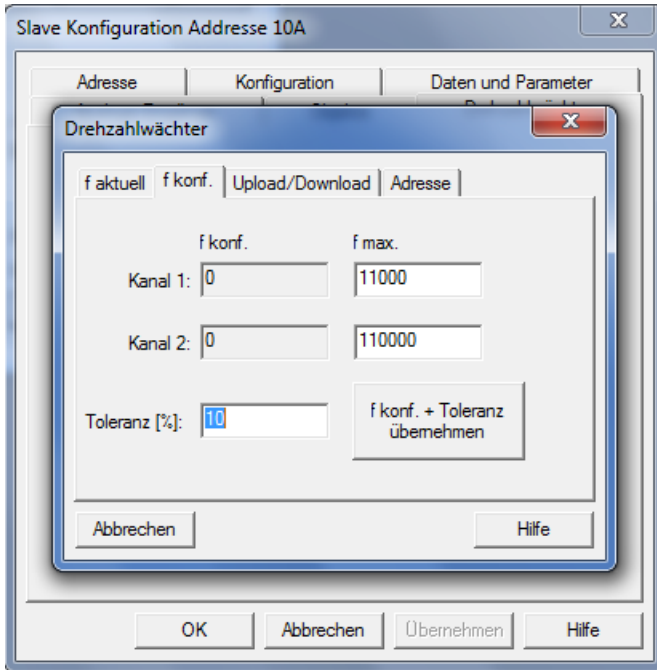 Slave Konfiguration Addresse 10A
Adresse
Konfiguration
Daten und Parameter
Drehzahlwächter
f aktuell
f konf.
Upload/Download
Adresse
f konf.
f max.
Kanal 1:
0
11000
Kanal 2:
0
110000
Toleranz [%]:
10
f konf. + Toleranz
übernehmen
Abbrechen
Hilfe
OK
Abbrechen
Übernehmen
Hilfe